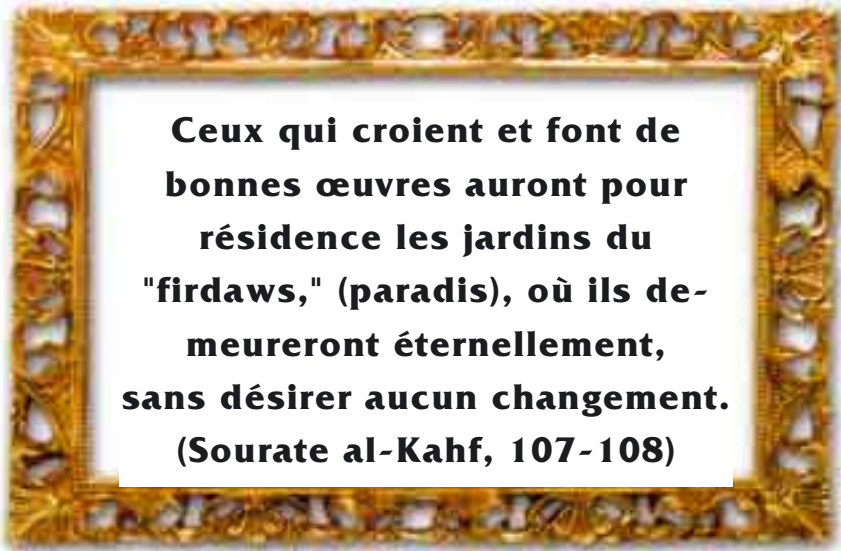 Ceux qui croient et font de
bonnes œuvres auront pour
résidence les jardins du
"firdaws," (paradis), où ils de-
meureront éternellement,
sans désirer aucun changement.
(Sourate al-Kahf, 107-108)